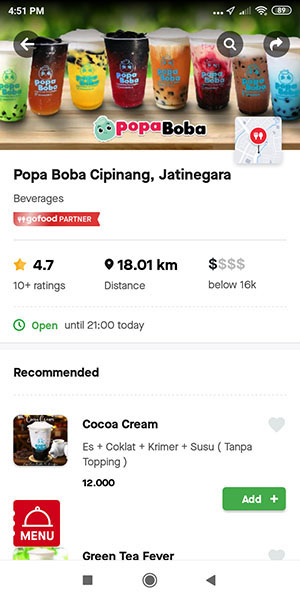 4:51 PM
89
PopaBoba
Popa Boba Cipinang, Jatinegara
Beverages
gofood PARTNER
4.7
18.01 km
$$$$
10+ ratings
Distance
below 16k
Open until 21:00 today
Recommended
Cocoa Cream
Es + Coklat + Krimer + Susu ( Tanpa
Topping )
12.000
Add +
MENU
Green Tea Fever